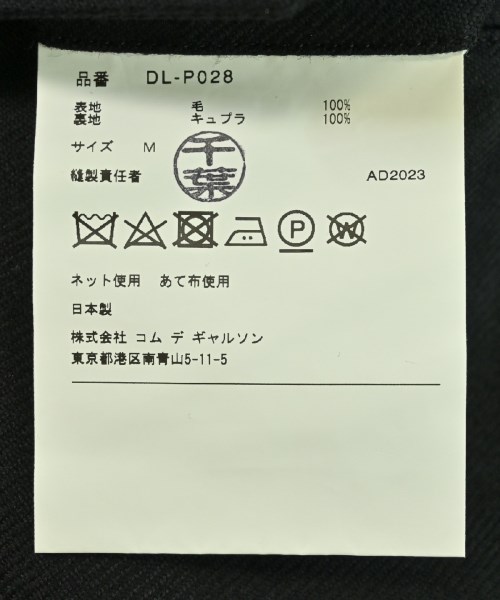 品番 DL-P028
表地 毛 100%
裏地 キュプラ 100%
サイズ M
千葉
縫製責任者 AD2023
P W
ネット使用 あて布使用
日本製
株式会社 コム デ ギャルソン
東京都港区南青山5-11-5